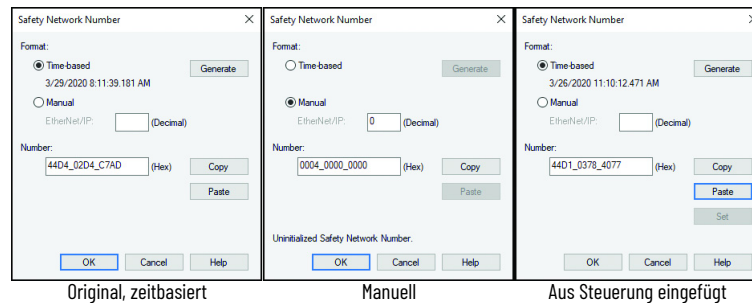 Safety Network Number
Format:
Time-based
Generate
3/29/2020 8:11:39.181 AM
Manual
EtherNet/IP:
(Decimal)
Number:
44D4_02D4_C7AD
(Hex)
Copy
Paste
OK
Cancel
Help
Original, zeitbasiert
Safety Network Number
Format:
Time-based
Generate
Manual
EtherNet/IP:
0
(Decimal)
Number:
0004_0000_0000
(Hex)
Copy
Paste
Uninitialized Safety Network Number.
OK
Cancel
Help
Manuell
Safety Network Number
Format:
Time-based
Generate
3/26/2020 11:10:12.471 AM
Manual
EtherNet/IP:
(Decimal)
Number:
44D1_0378_4077
(Hex)
Copy
Paste
Set
OK
Cancel
Help
Aus Steuerung eingefügt